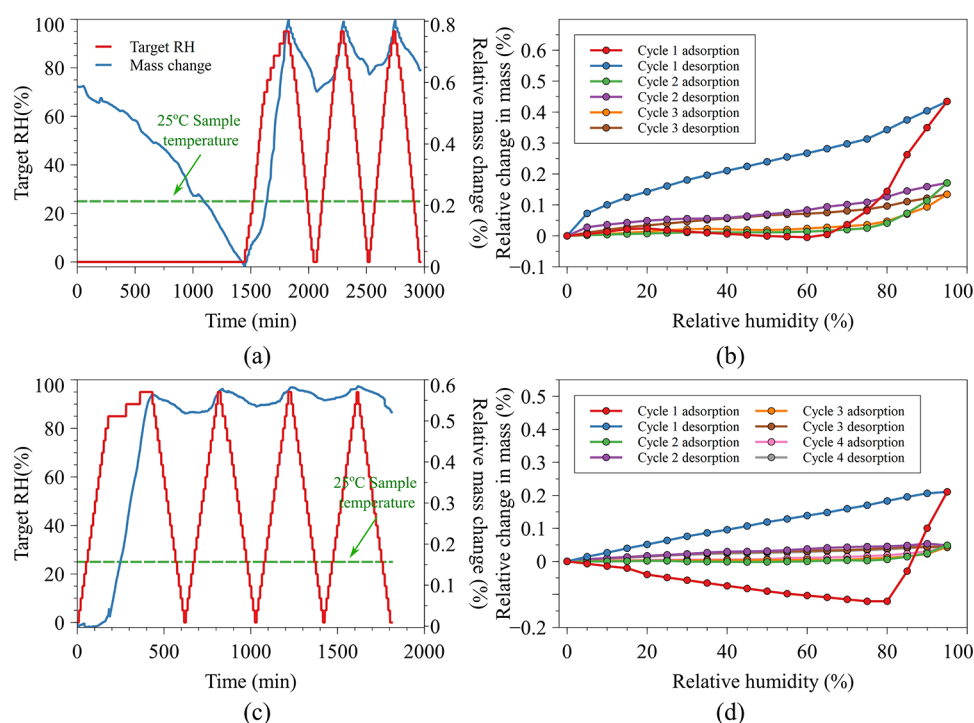 100
80
60
40
20
0
Target RH(%)
Target RH
Mass change
25°C Sample
temperature
0.8
0.6
0.4
0.2
0
Relative mass change (%)
0
500
1000
1500
2000
2500
3000
Time (min)
(a)
0.6
0.5
0.4
0.3
0.2
0.1
0
−0.1
Relative change in mass (%)
Cycle 1 adsorption
Cycle 1 desorption
Cycle 2 adsorption
Cycle 2 desorption
Cycle 3 adsorption
Cycle 3 desorption
0
20
40
60
80
100
Relative humidity (%)
(b)
100
80
60
40
20
0
Target RH(%)
25°C Sample
temperature
0.6
0.5
0.4
0.3
0.2
0.1
0
Relative mass change (%)
0
500
1000
1500
2000
Time (min)
(c)
0.5
0.4
0.3
0.2
0.1
0
−0.2
Relative change in mass (%)
Cycle 1 adsorption Cycle 3 adsorption
Cycle 1 desorption Cycle 3 desorption
Cycle 2 adsorption Cycle 4 adsorption
Cycle 2 desorption Cycle 4 desorption
0
20
40
60
80
100
Relative humidity (%)
(d)